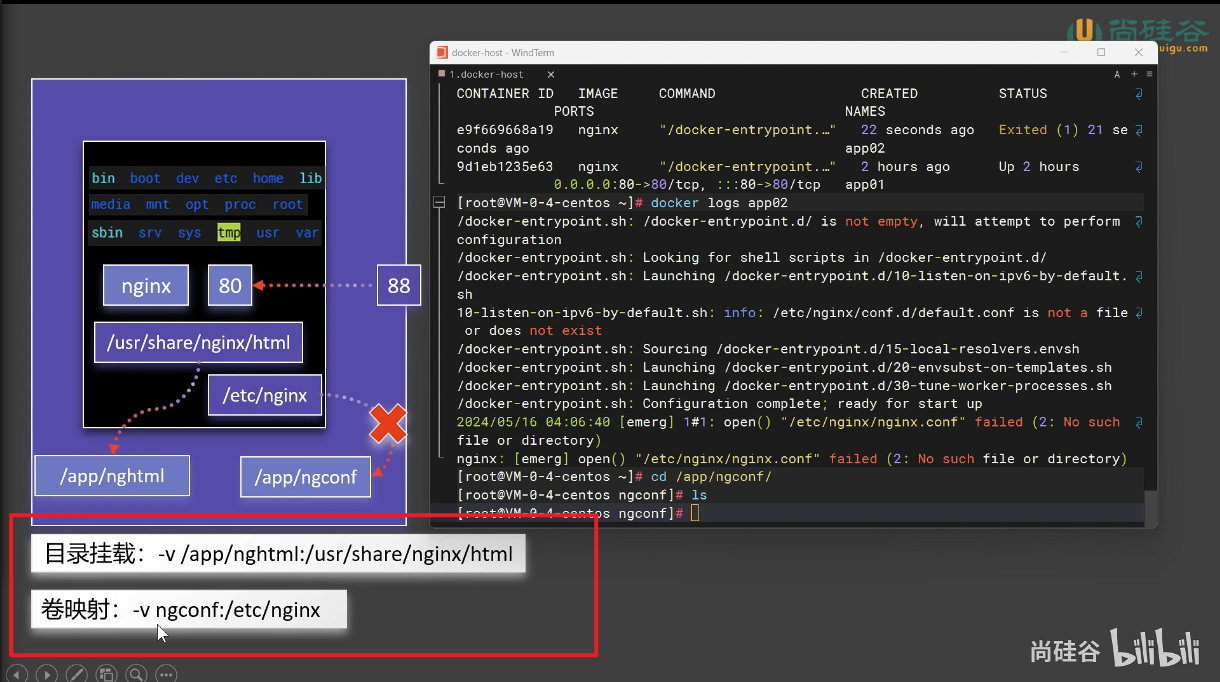 尚硅谷
uigu.com
docker-host - WindTerm
1.docker-host
A
CONTAINER ID IMAGE COMMAND CREATED STATUS
PORTS NAMES
e9f669668a19 nginx "/docker-entrypoint.…" 22 seconds ago Exited (1) 21 se
conds ago app02
9d1eb1235e63 nginx "/docker-entrypoint.…" 2 hours ago Up 2 hours
0.0.0.0:80->80/tcp, :::80->80/tcp app01
[root@VM-0-4-centos ~]# docker logs app02
/docker-entrypoint.sh: /docker-entrypoint.d/ is not empty, will attempt to perform
configuration
/docker-entrypoint.sh: Looking for shell scripts in /docker-entrypoint.d/
/docker-entrypoint.sh: Launching /docker-entrypoint.d/10-listen-on-ipv6-by-default.
sh
10-listen-on-ipv6-by-default.sh: info: /etc/nginx/conf.d/default.conf is not a file
or does not exist
/docker-entrypoint.sh: Sourcing /docker-entrypoint.d/15-local-resolvers.envsh
/docker-entrypoint.sh: Launching /docker-entrypoint.d/20-envsubst-on-templates.sh
/docker-entrypoint.sh: Launching /docker-entrypoint.d/30-tune-worker-processes.sh
/docker-entrypoint.sh: Configuration complete; ready for start up
2024/05/16 04:06:40 [emerg] 1#1: open() "/etc/nginx/nginx.conf" failed (2: No such
file or directory)
nginx: [emerg] open() "/etc/nginx/nginx.conf" failed (2: No such file or directory)
[root@VM-0-4-centos ~]# cd /app/ngconf/
[root@VM-0-4-centos ngconf]# ls
[root@VM-0-4-centos ngconf]#
bin boot dev etc home lib
media mnt opt proc root
sbin srv sys tmp usr var
nginx
80
88
/usr/share/nginx/html
/etc/nginx
/app/nghtml
/app/ngconf
目录挂载：-v /app/nghtml:/usr/share/nginx/html
卷映射：-v ngconf:/etc/nginx
尚硅谷 bilibili